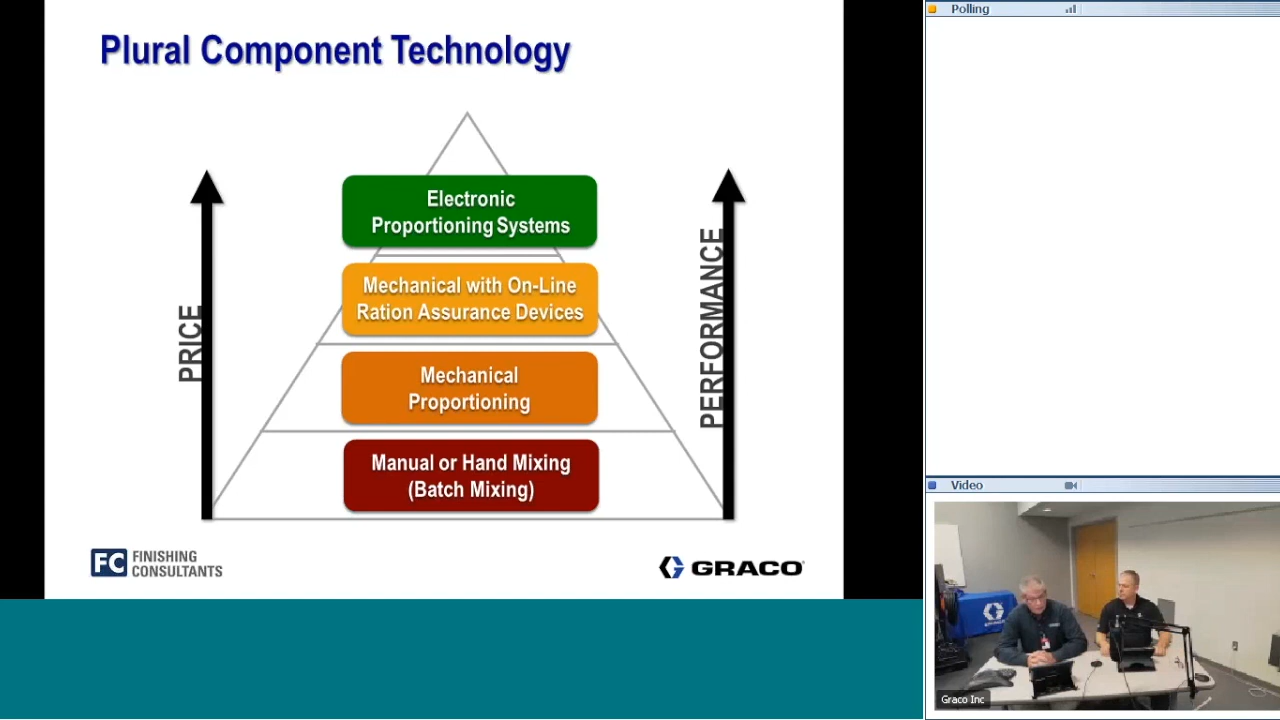 Plural Component Technology
Electronic
Proportioning Systems
Mechanical with On-Line
Ration Assurance Devices
Mechanical
Proportioning
Manual or Hand Mixing
(Batch Mixing)
PRICE
PERFORMANCE
FC FINISHING
CONSULTANTS
GRACO
Polling
Video
Graco Inc